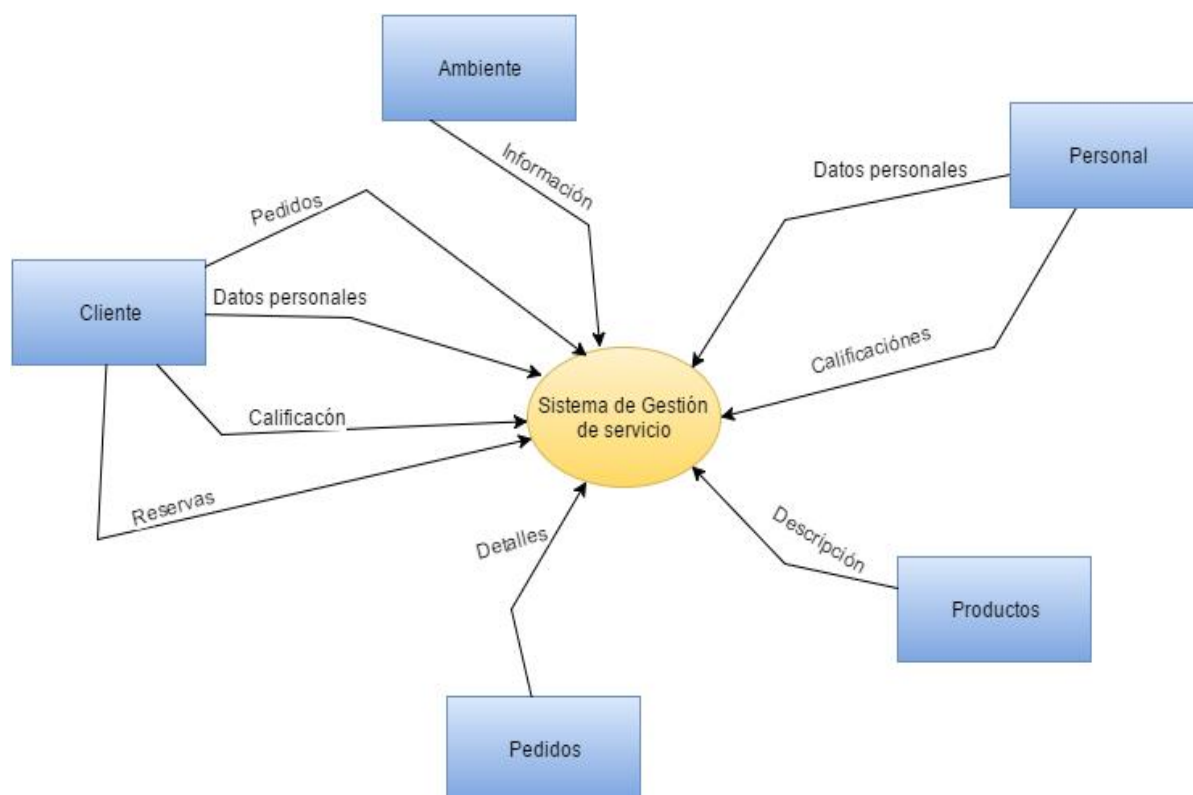 Ambiente
Personal
Información
Datos personales
Pedidos
Cliente
Datos personales
Calificaciónes
Sistema de Gestión
de servicio
Calificacón
Reservas
Detalles
Descripción
Productos
Pedidos